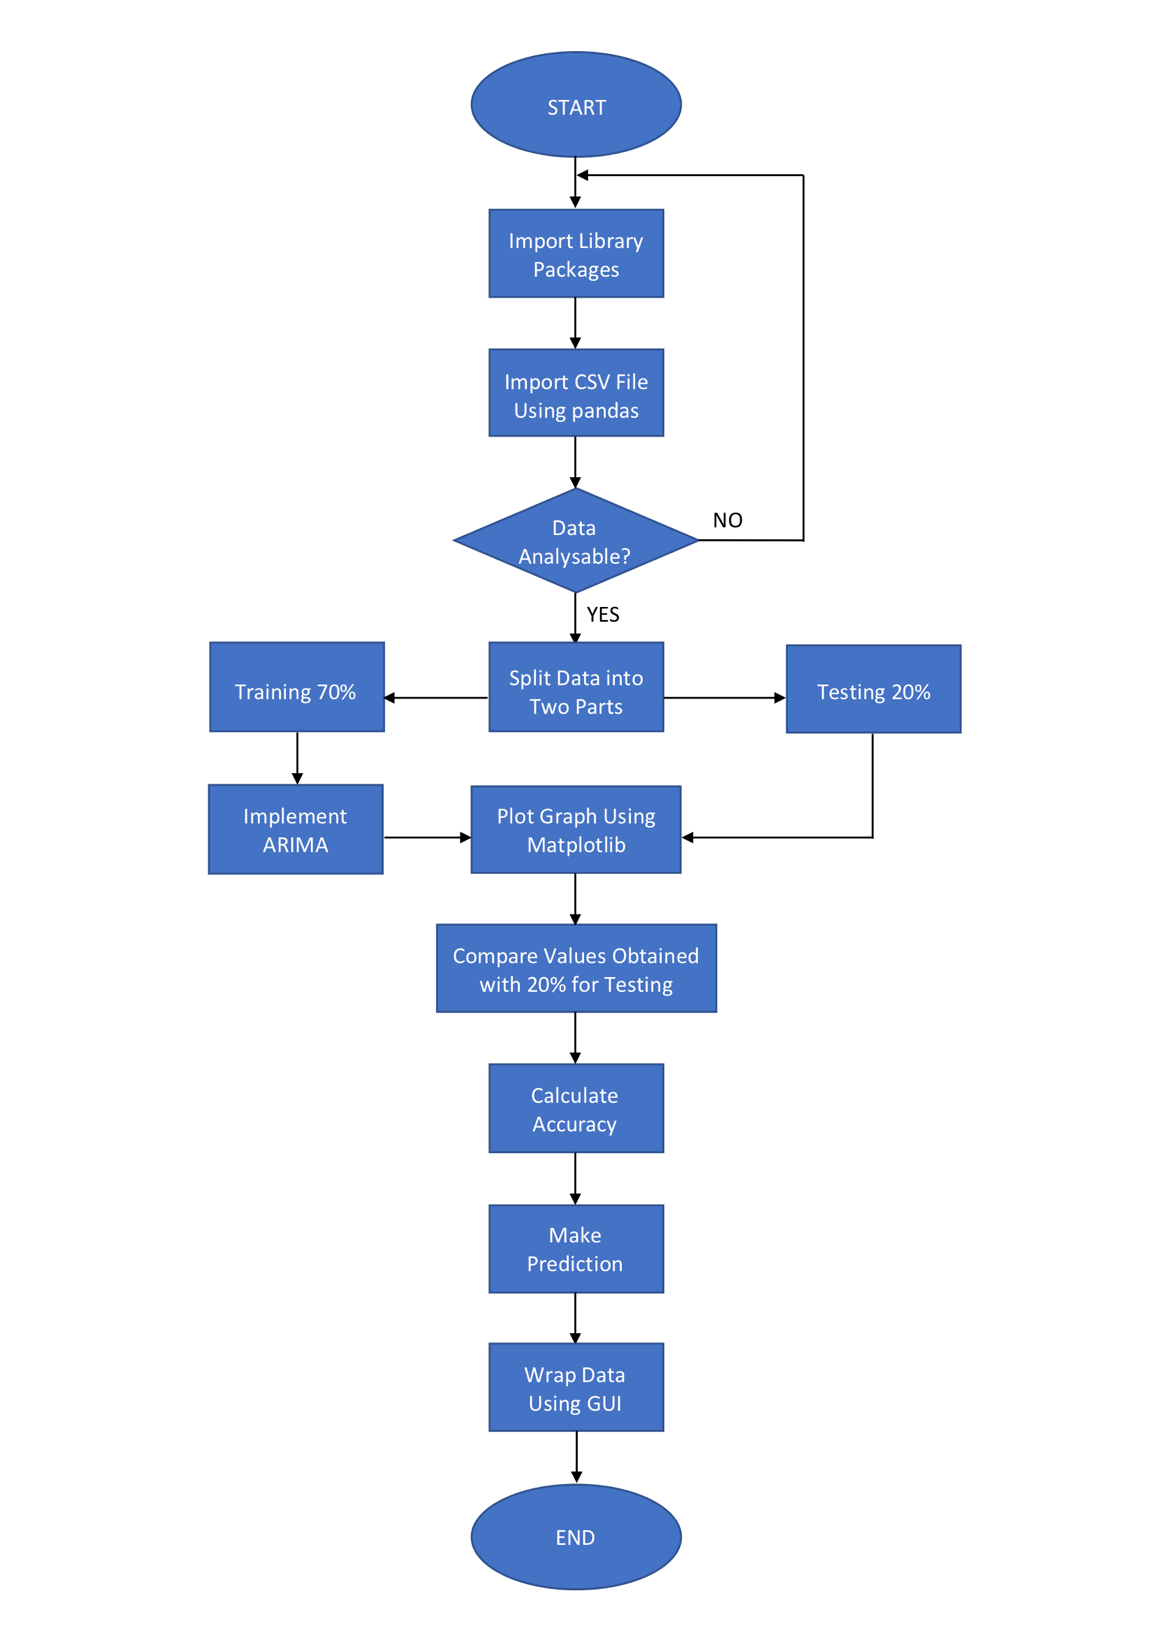 START
Import Library
Packages
Import CSV File
Using pandas
Data
Analysable?
NO
YES
Training 70%
Split Data into
Two Parts
Testing 20%
Implement
ARIMA
Plot Graph Using
Matplotlib
Compare Values Obtained
with 20% for Testing
Calculate
Accuracy
Make
Prediction
Wrap Data
Using GUI
END